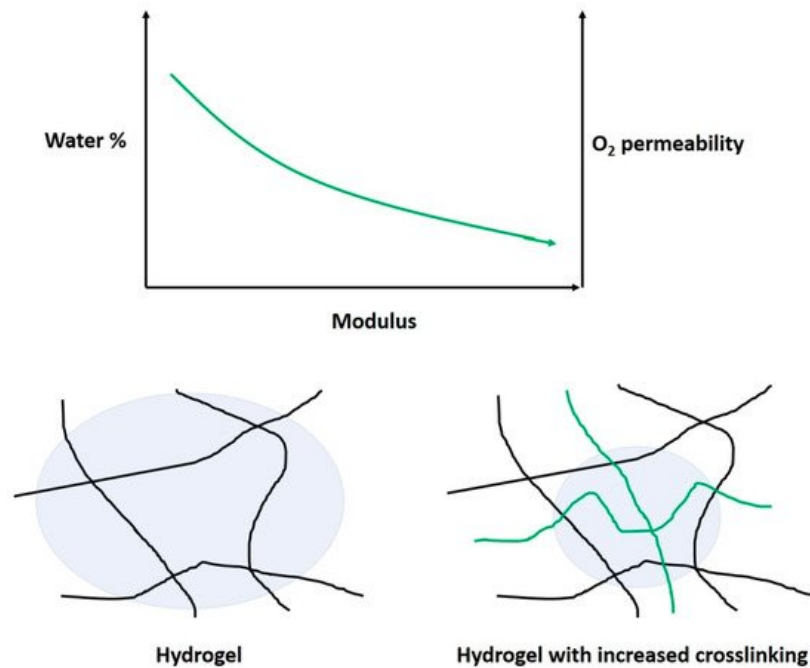 Water %
O₂ permeability
Modulus
Hydrogel
Hydrogel with increased crosslinking